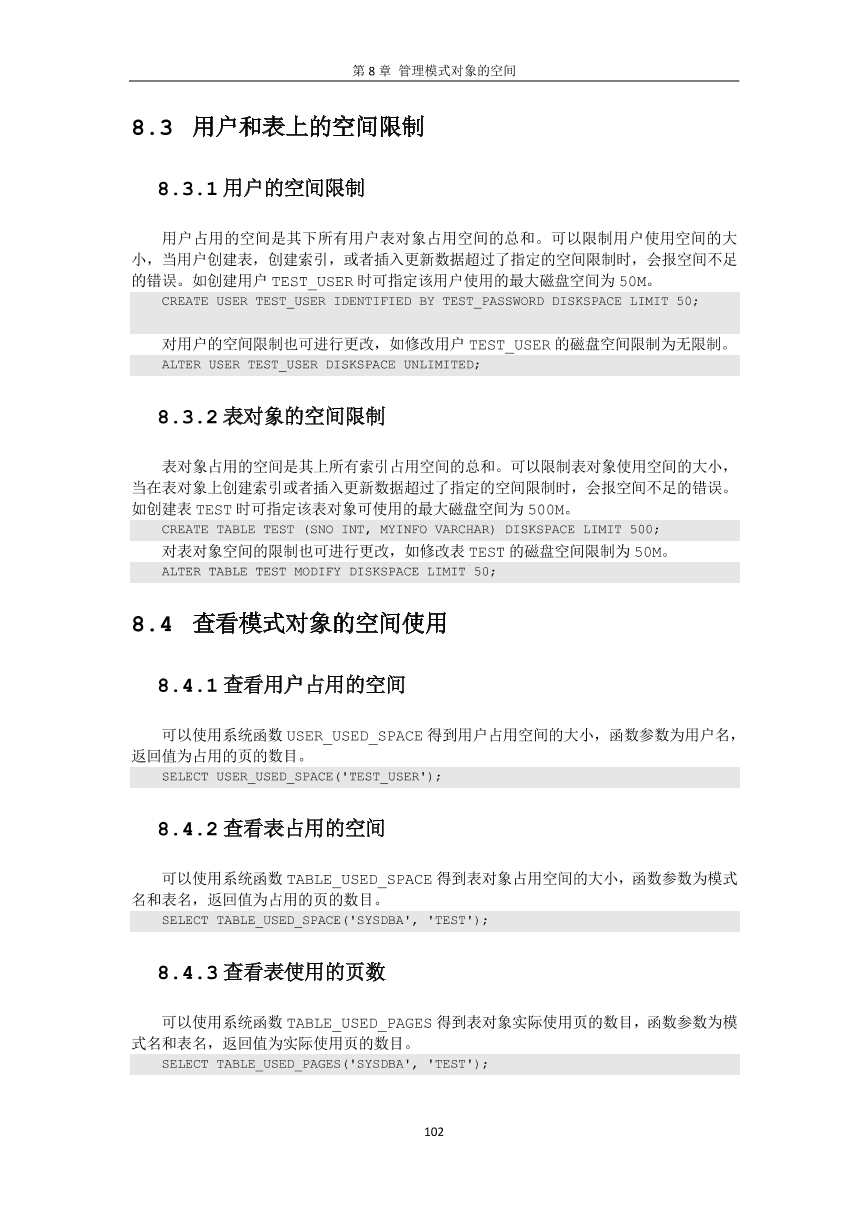 第 8 章 管理模式对象的空间
8.3 用户和表上的空间限制
8.3.1 用户的空间限制
用户占用的空间是其下所有用户表对象占用空间的总和。可以限制用户使用空间的大
小，当用户创建表，创建索引，或者插入更新数据超过了指定的空间限制时，会报空间不足
的错误。如创建用户 TEST_USER 时可指定该用户使用的最大磁盘空间为 50M。
CREATE USER TEST_USER IDENTIFIED BY TEST_PASSWORD DISKSPACE LIMIT 50;
对用户的空间限制也可进行更改，如修改用户 TEST_USER 的磁盘空间限制为无限制。
ALTER USER TEST_USER DISKSPACE UNLIMITED;
8.3.2 表对象的空间限制
表对象占用的空间是其上所有索引占用空间的总和。可以限制表对象使用空间的大小，
当在表对象上创建索引或者插入更新数据超过了指定的空间限制时，会报空间不足的错误。
如创建表 TEST 时可指定该表对象可使用的最大磁盘空间为 500M。
CREATE TABLE TEST (SNO INT, MYINFO VARCHAR) DISKSPACE LIMIT 500;
对表对象空间的限制也可进行更改，如修改表 TEST 的磁盘空间限制为 50M。
ALTER TABLE TEST MODIFY DISKSPACE LIMIT 50;
8.4 查看模式对象的空间使用
8.4.1 查看用户占用的空间
可以使用系统函数 USER_USED_SPACE 得到用户占用空间的大小，函数参数为用户名，
返回值为占用的页的数目。
SELECT USER_USED_SPACE('TEST_USER');
8.4.2 查看表占用的空间
可以使用系统函数 TABLE_USED_SPACE 得到表对象占用空间的大小，函数参数为模式
名和表名，返回值为占用的页的数目。
SELECT TABLE_USED_SPACE('SYSDBA', 'TEST');
8.4.3 查看表使用的页数
可以使用系统函数 TABLE_USED_PAGES 得到表对象实际使用页的数目，函数参数为模
式名和表名，返回值为实际使用页的数目。
SELECT TABLE_USED_PAGES('SYSDBA', 'TEST');
102